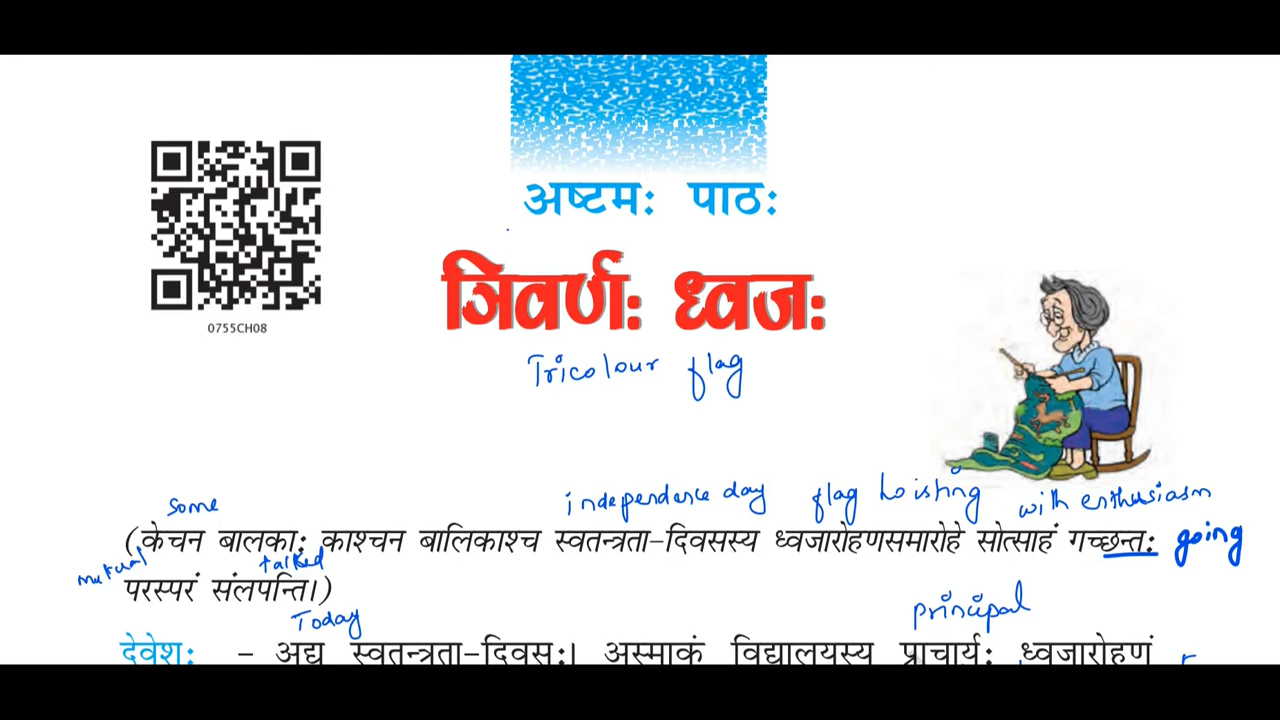 अष्टमः पाठः
त्रिवर्णः ध्वजः
0755CH08
Tricolour flag
some independence day flag hoisting with enthusiasm
(केचन बालकाः काश्चन बालिकाश्च स्वतन्त्रता-दिवसस्य ध्वजारोहणसमारोहे सोत्साहं गच्छन्तः going
mutual talked
परस्परं संलपन्ति।)
Today principal
देवेशः - अद्य स्वतन्त्रता-दिवसः। अस्माकं विद्यालयस्य प्राचार्यः ध्वजारोहणं